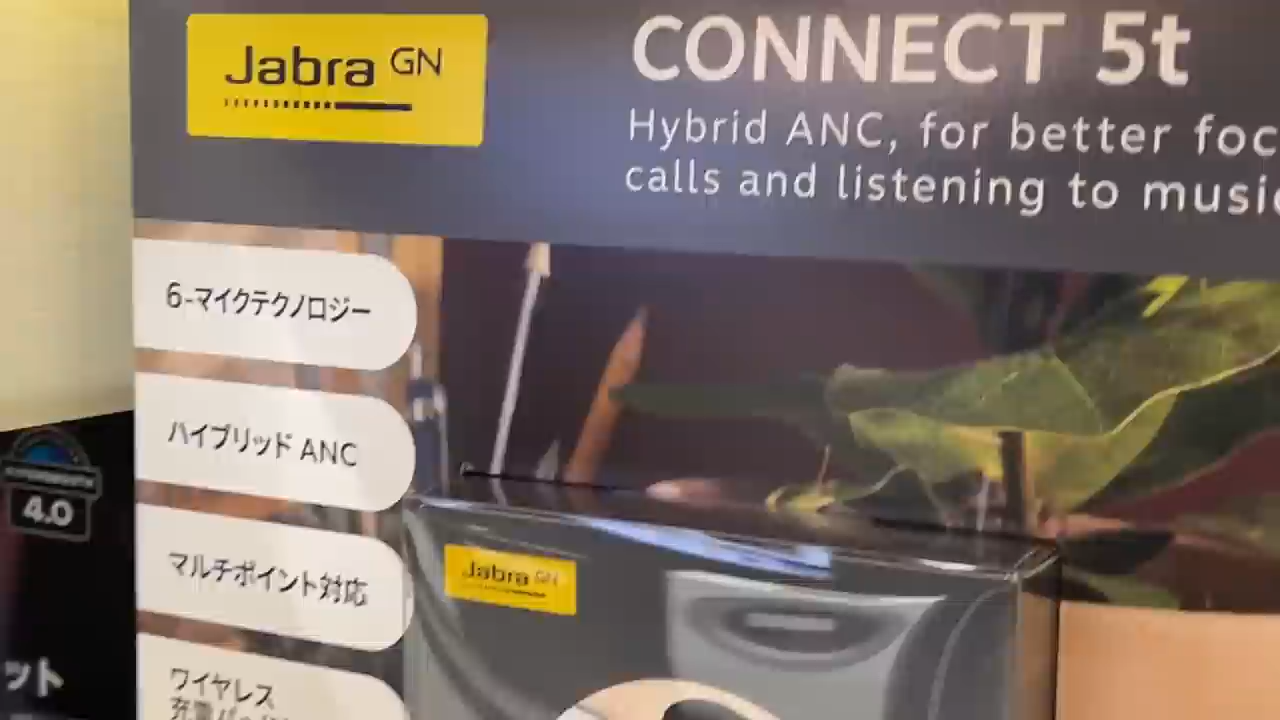 Jabra GN
CONNECT 5t
Hybrid ANC, for better
calls and listening to
6-マイクテクノロジー
ハイブリッド ANC
マルチポイント対応
ワイヤレス
Jabra GN
4.0
ット